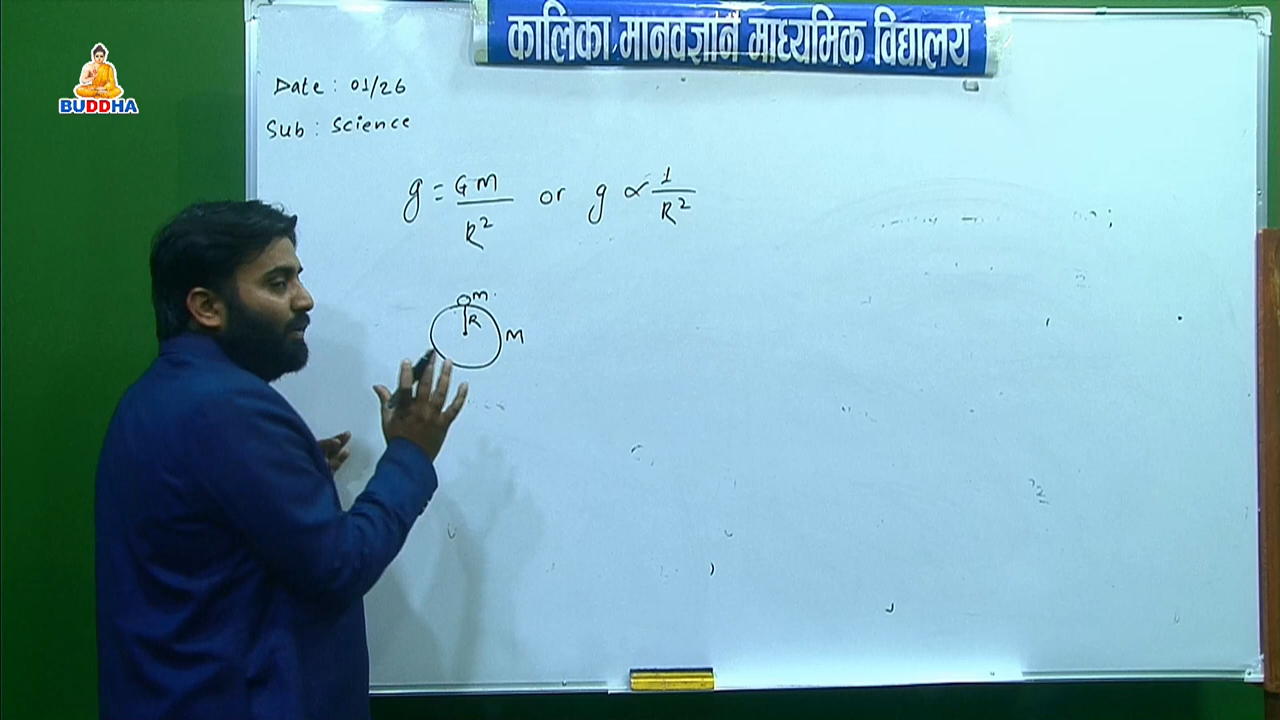 BUDDHA
कालिका मानवज्ञान माध्यमिक विद्यालय
Date : 01/26
Sub : Science
g = GM/R² or g ∝ 1/R²
m
R
M